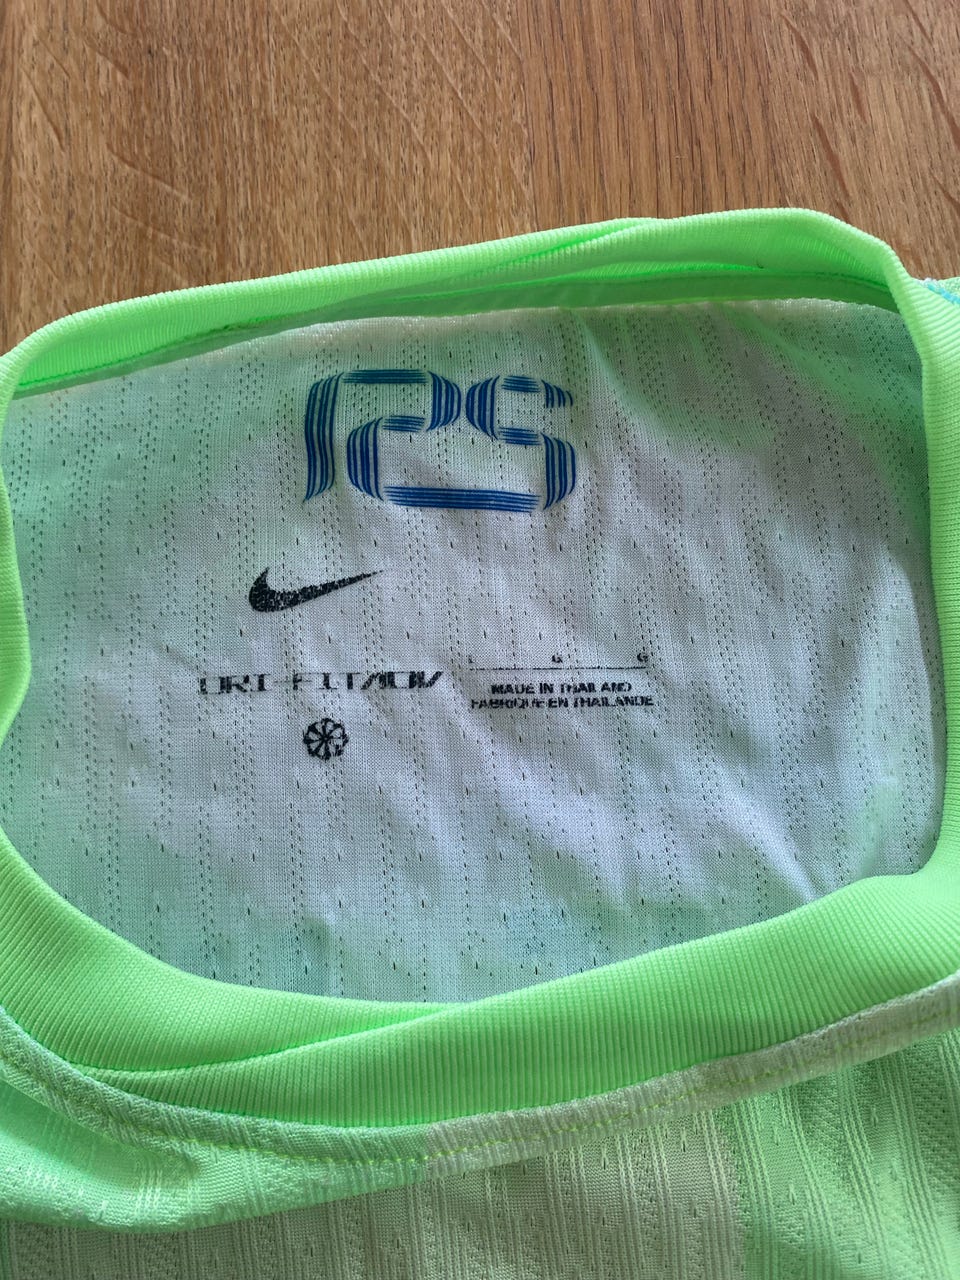 L G G
DRI-FIT ADV
MADE IN THAILAND
FABRIQUE EN THAILANDE